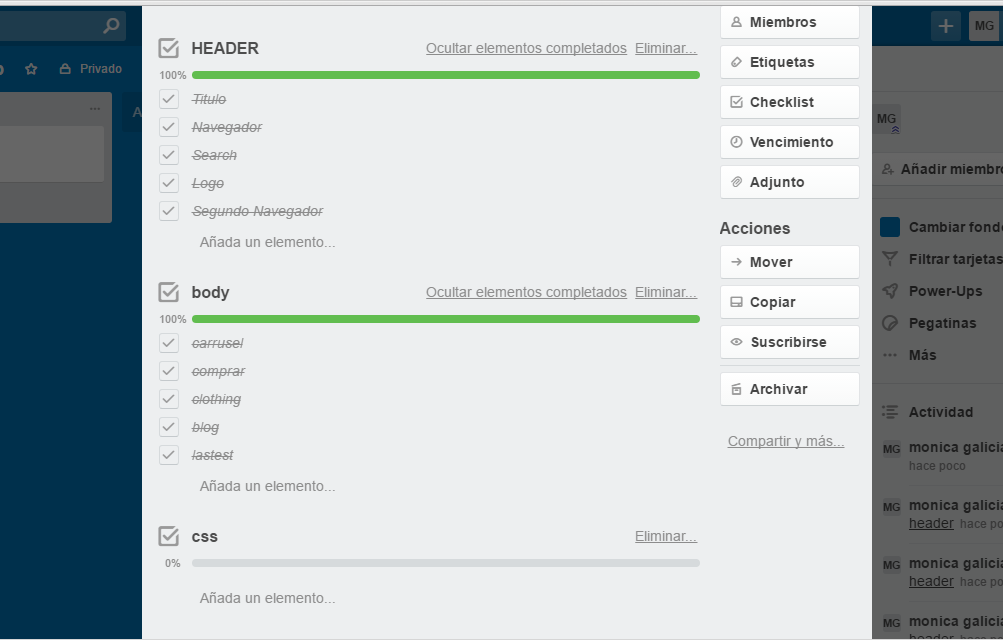 HEADER Ocultar elementos completados Eliminar...
100%
Titulo
Navegador
Search
Logo
Segundo Navegador
Añada un elemento...
body Ocultar elementos completados Eliminar...
100%
carrusel
comprar
clothing
blog
lastest
Añada un elemento...
css Eliminar...
0%
Añada un elemento...
Miembros
Etiquetas
Checklist
Vencimiento
Adjunto
Acciones
Mover
Copiar
Suscribirse
Archivar
Compartir y más...
Privado
A
MG
MG
Añadir miembro
Cambiar fondo
Filtrar tarjetas
Power-Ups
Pegatinas
Más
Actividad
MG monica galicia
hace poco
MG monica galicia
header hace po
MG monica galicia
header hace po
MG monica galicia
header hace po